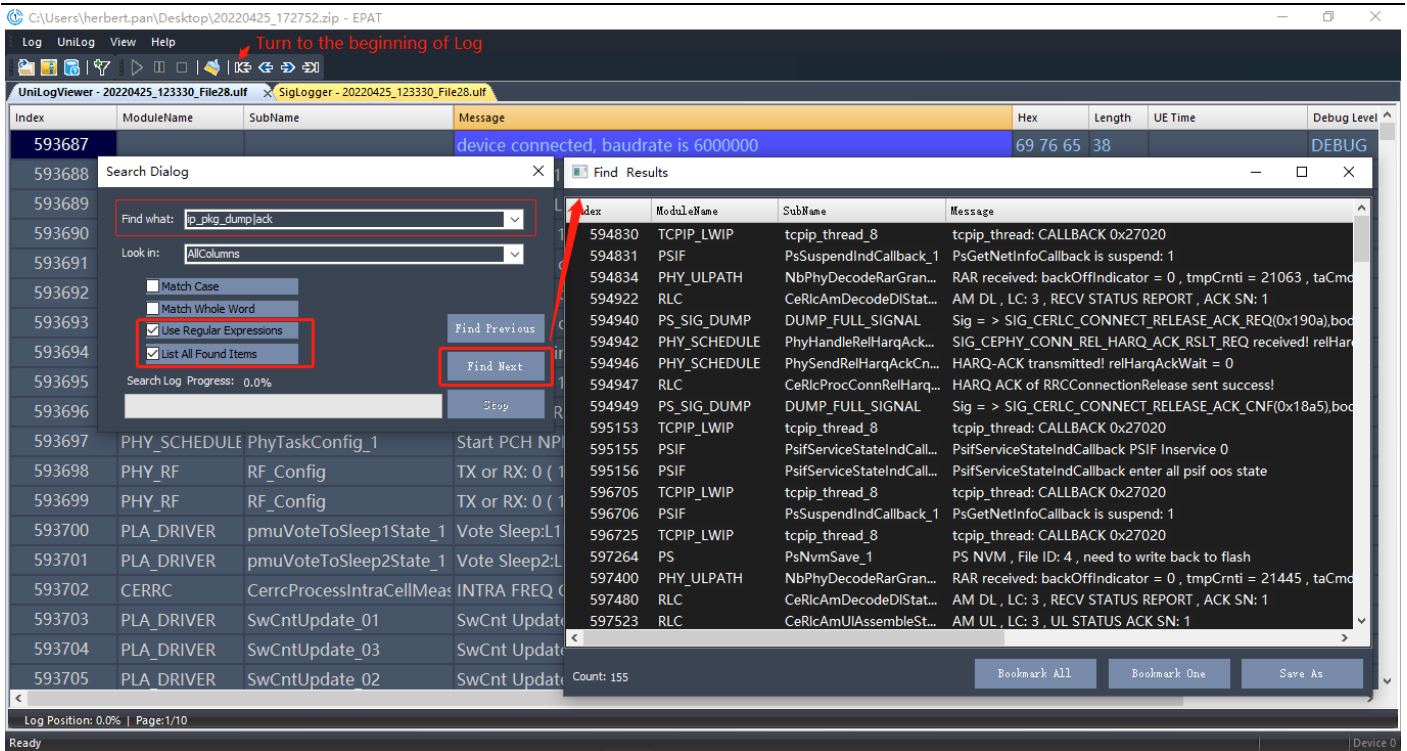 C:\Users\herbert.pan\Desktop\20220425_172752.zip - EPAT
Log UniLog View Help
Turn to the beginning of Log
UniLogViewer - 20220425_123330_File28.ulf
SigLogger - 20220425_123330_File28.ulf
Index ModuleName SubName Message Hex Length UE Time Debug Level
593687 device connected, baudrate is 6000000 69 76 65 38 DEBUG
593688
593689
593690
593691
593692
593693
593694
593695
593696
593697 PHY_SCHEDULE PhyTaskConfig_1 Start PCH
593698 PHY_RF RF_Config TX or RX: 0 (
593699 PHY_RF RF_Config TX or RX: 0 (
593700 PLA_DRIVER pmuVoteToSleep1State_1 Vote Sleep:L1
593701 PLA_DRIVER pmuVoteToSleep2State_1 Vote Sleep2:L
593702 CERRC CerrcProcessIntraCellMeas INTRA FREQ
593703 PLA_DRIVER SwCntUpdate_01 SwCnt Updat
593704 PLA_DRIVER SwCntUpdate_03 SwCnt Updat
593705 PLA_DRIVER SwCntUpdate_02 SwCnt Updat
Search Dialog
Find what: ip_pkg_dump|ack
Look in: AllColumns
Match Case
Match Whole Word
Use Regular Expressions
List All Found Items
Find Previous
Find Next
Search Log Progress: 0.0%
Stop
Find Results
ModuleName SubName Message
594830 TCPIP_LWIP tcpip_thread_8 tcpip_thread: CALLBACK 0x27020
594831 PSIF PsSuspendIndCallback_1 PsGetNetInfoCallback is suspend: 1
594834 PHY_ULPATH NbPhyDecodeRarGran... RAR received: backOffIndicator = 0 , tmpCrnti = 21063 , taCmd
594922 RLC CeRlcAmDecodeDlStat... AM DL , LC: 3 , RECV STATUS REPORT , ACK SN: 1
594940 PS_SIG_DUMP DUMP_FULL_SIGNAL Sig = > SIG_CERLC_CONNECT_RELEASE_ACK_REQ(0x190a),bod
594942 PHY_SCHEDULE PhyHandleRelHarqAck... SIG_CEPHY_CONN_REL_HARQ_ACK_RSLT_REQ received! relHar
594946 PHY_SCHEDULE PhySendRelHarqAckCn... HARQ-ACK transmitted! relHarqAckWait = 0
594947 RLC CeRlcProcConnRelHarq... HARQ ACK of RRCConnectionRelease sent success!
594949 PS_SIG_DUMP DUMP_FULL_SIGNAL Sig = > SIG_CERLC_CONNECT_RELEASE_ACK_CNF(0x18a5),boc
595153 TCPIP_LWIP tcpip_thread_8 tcpip_thread: CALLBACK 0x27020
595155 PSIF PsifServiceStateIndCall... PsifServiceStateIndCallback PSIF Inservice 0
595156 PSIF PsifServiceStateIndCall... PsifServiceStateIndCallback enter all psif oos state
596705 TCPIP_LWIP tcpip_thread_8 tcpip_thread: CALLBACK 0x27020
596706 PSIF PsSuspendIndCallback_1 PsGetNetInfoCallback is suspend: 1
596725 TCPIP_LWIP tcpip_thread_8 tcpip_thread: CALLBACK 0x27020
597264 PS PsNvmSave_1 PS NVM , File ID: 4 , need to write back to flash
597400 PHY_ULPATH NbPhyDecodeRarGran... RAR received: backOffIndicator = 0 , tmpCrnti = 21445 , taCmd
597480 RLC CeRlcAmDecodeDlStat... AM DL , LC: 3 , RECV STATUS REPORT , ACK SN: 1
597523 RLC CeRlcAmUlAssembleSt... AM UL , LC: 3 , UL STATUS ACK SN: 1
Count: 155
Bookmark All
Bookmark One
Save As
Log Position: 0.0% | Page:1/10
Ready
Device 0